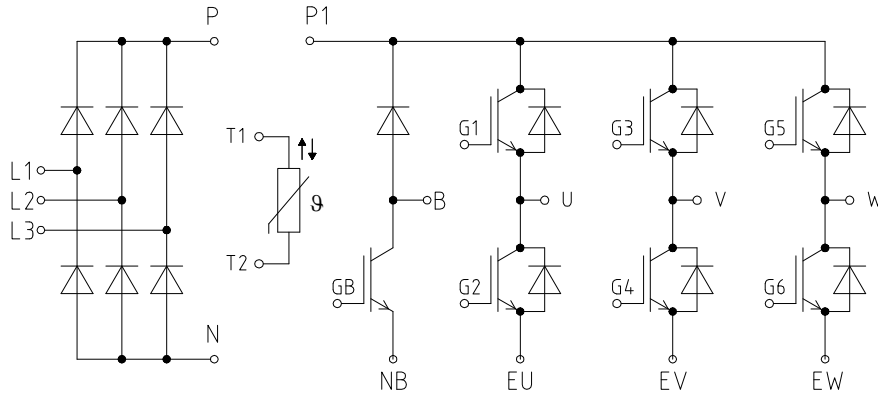 P P1
T1
G1 G3 G5
L1
L2 B U V W
L3 ϑ
T2
GB G2 G4 G6
N
NB EU EV EW